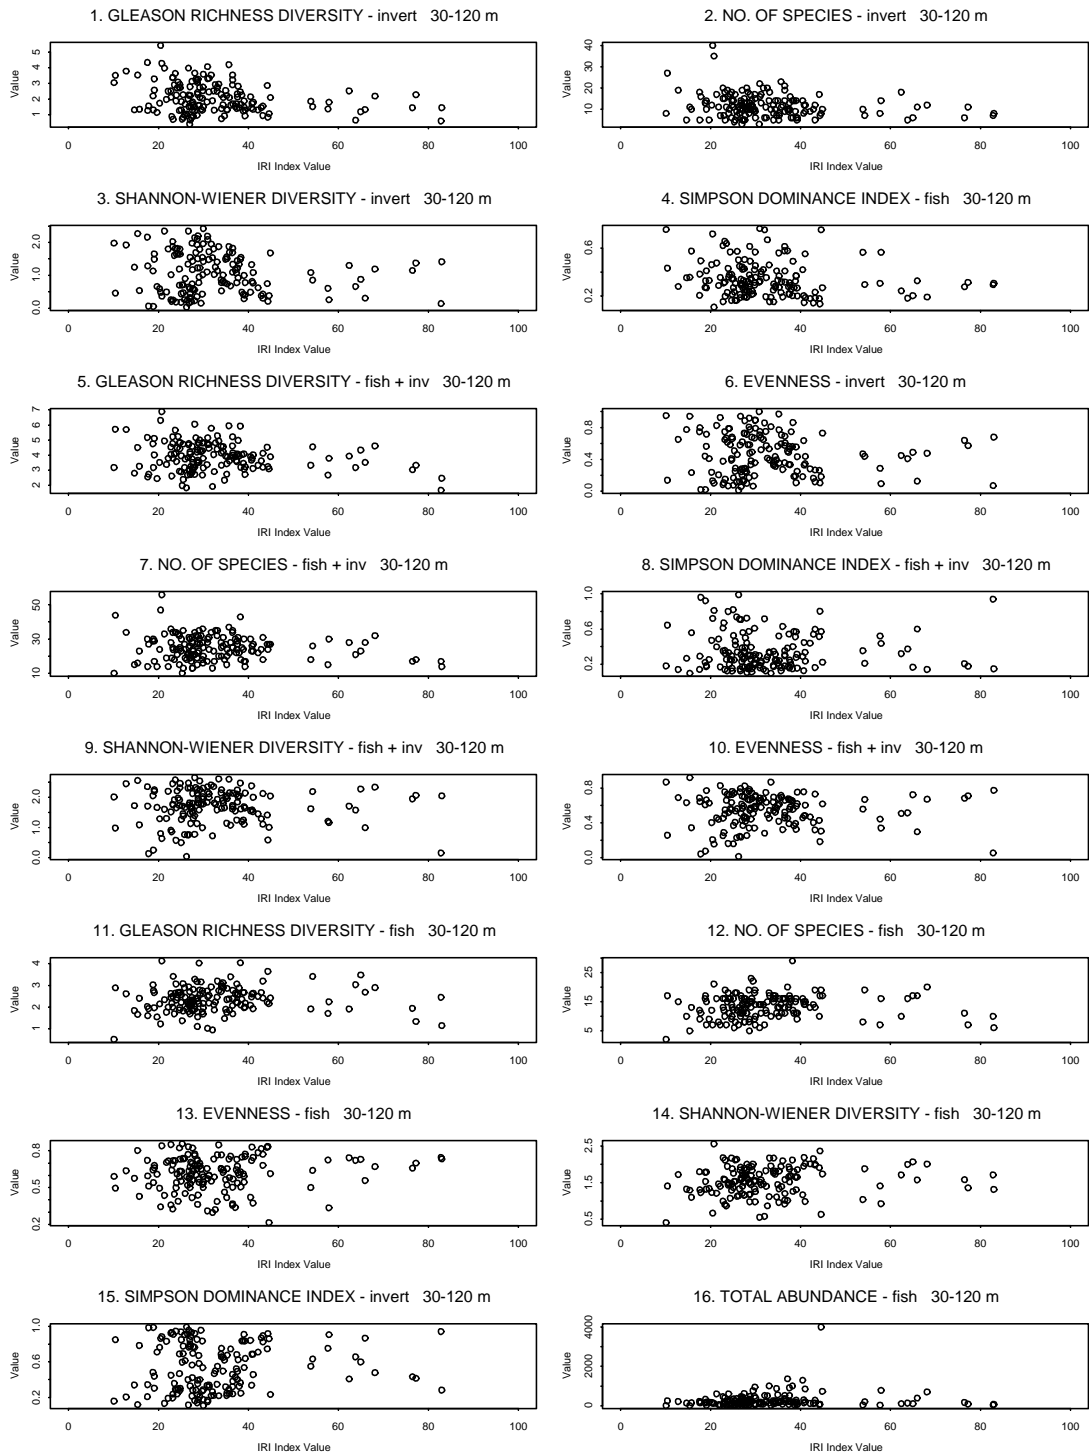 1. GLEASON RICHNESS DIVERSITY - invert 30-120 m
Value
1 2 3 4 5
0 20 40 60 80 100
IRI Index Value
2. NO. OF SPECIES - invert 30-120 m
Value
10 20 30 40
0 20 40 60 80 100
IRI Index Value
3. SHANNON-WIENER DIVERSITY - invert 30-120 m
Value
0.0 1.0 2.0
0 20 40 60 80 100
IRI Index Value
4. SIMPSON DOMINANCE INDEX - fish 30-120 m
Value
0.2 0.6
0 20 40 60 80 100
IRI Index Value
5. GLEASON RICHNESS DIVERSITY - fish + inv 30-120 m
Value
2 3 4 5 6 7
0 20 40 60 80 100
IRI Index Value
6. EVENNESS - invert 30-120 m
Value
0.0 0.4 0.8
0 20 40 60 80 100
IRI Index Value
7. NO. OF SPECIES - fish + inv 30-120 m
Value
10 30 50
0 20 40 60 80 100
IRI Index Value
8. SIMPSON DOMINANCE INDEX - fish + inv 30-120 m
Value
0.2 0.6 1.0
0 20 40 60 80 100
IRI Index Value
9. SHANNON-WIENER DIVERSITY - fish + inv 30-120 m
Value
0.0 1.0 2.0
0 20 40 60 80 100
IRI Index Value
10. EVENNESS - fish + inv 30-120 m
Value
0.0 0.4 0.8
0 20 40 60 80 100
IRI Index Value
11. GLEASON RICHNESS DIVERSITY - fish 30-120 m
Value
1 2 3 4
0 20 40 60 80 100
IRI Index Value
12. NO. OF SPECIES - fish 30-120 m
Value
5 15 25
0 20 40 60 80 100
IRI Index Value
13. EVENNESS - fish 30-120 m
Value
0.2 0.5 0.8
0 20 40 60 80 100
IRI Index Value
14. SHANNON-WIENER DIVERSITY - fish 30-120 m
Value
0.5 1.5 2.5
0 20 40 60 80 100
IRI Index Value
15. SIMPSON DOMINANCE INDEX - invert 30-120 m
Value
0.2 0.6 1.0
0 20 40 60 80 100
IRI Index Value
16. TOTAL ABUNDANCE - fish 30-120 m
Value
0 2000 4000
0 20 40 60 80 100
IRI Index Value